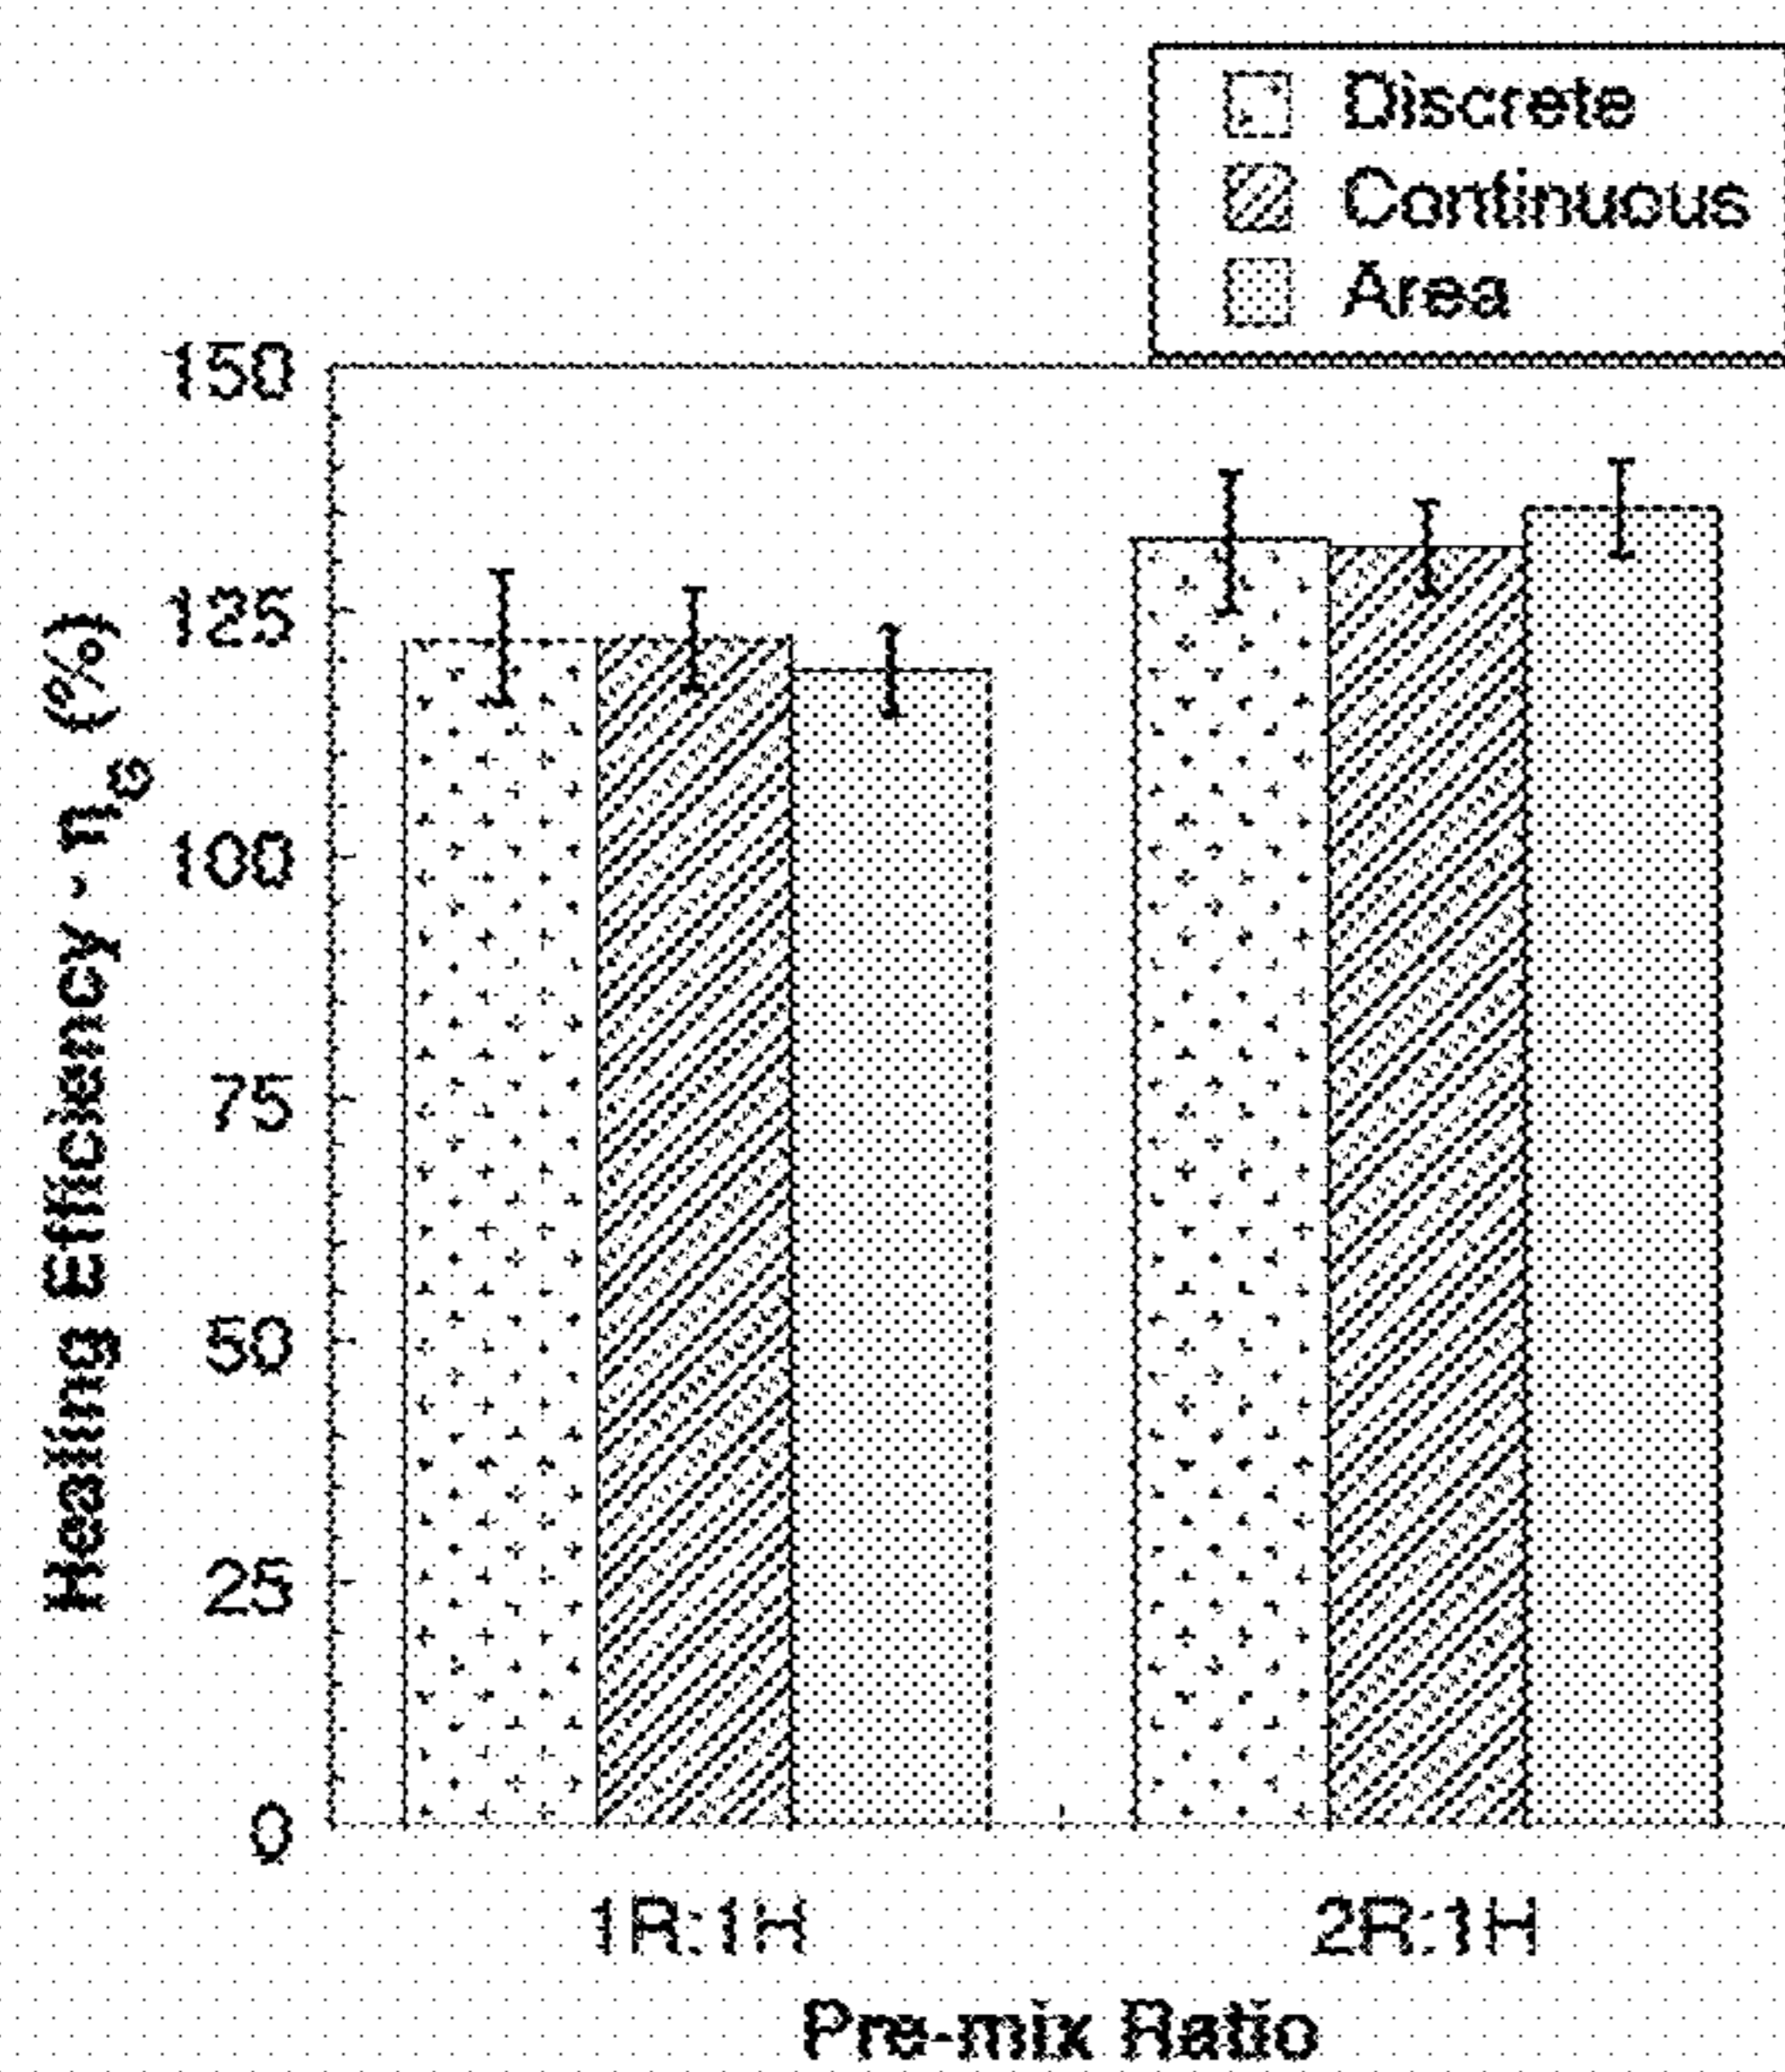 Discrete
Continuous
Area
150
125
100
75
50
25
0
Healing Efficiency - ηε (%)
1R:1H
2R:1H
Pre-mix Ratio